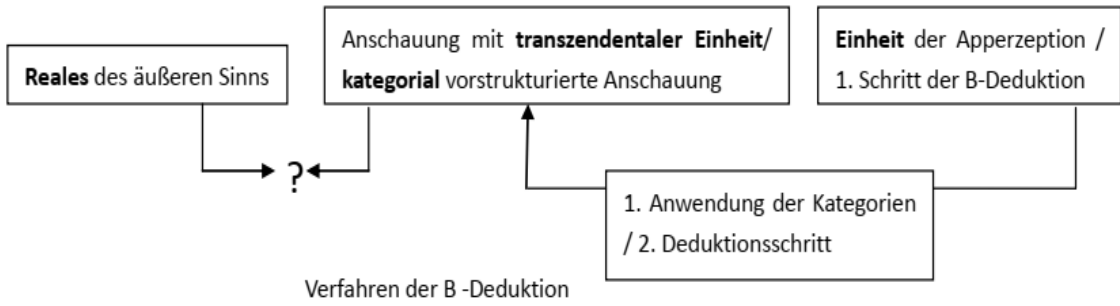 Reales des äußeren Sinns
Anschauung mit transzendentaler Einheit/
kategorial vorstrukturierte Anschauung
Einheit der Apperzeption /
1. Schritt der B-Deduktion
?
1. Anwendung der Kategorien
/ 2. Deduktionsschritt
Verfahren der B -Deduktion